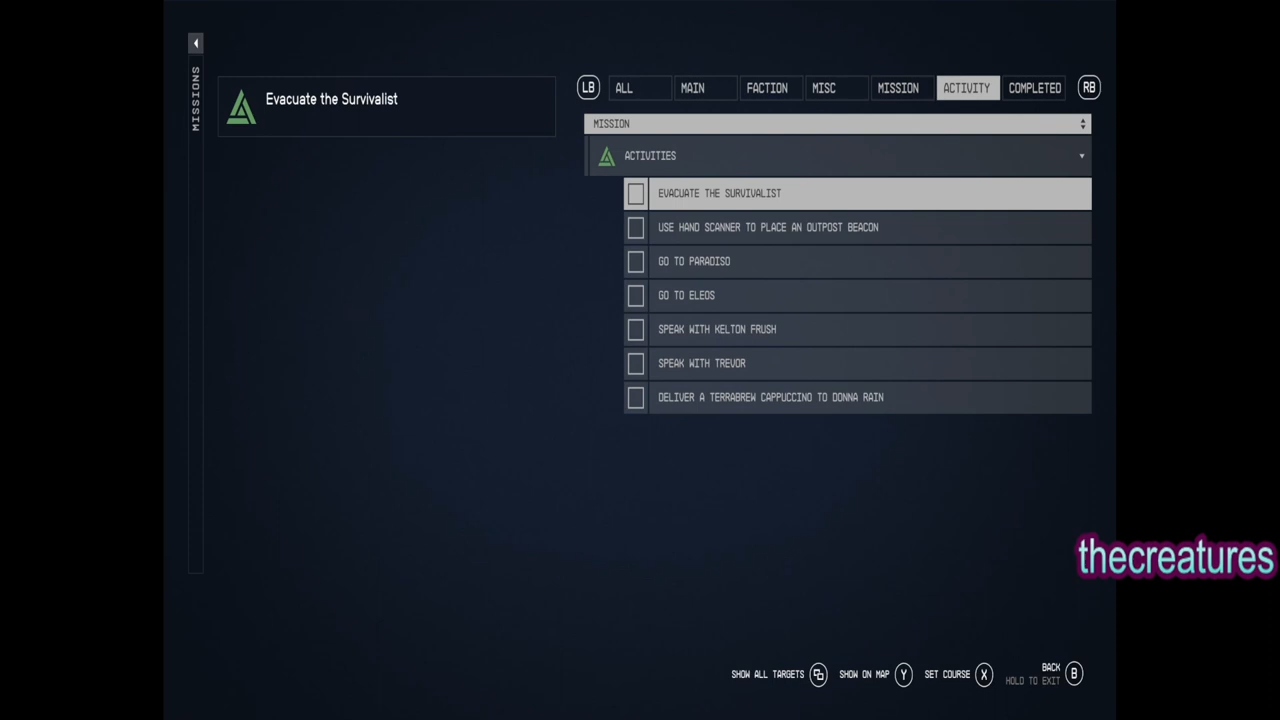 MISSIONS
Evacuate the Survivalist
LB ALL MAIN FACTION MISC MISSION ACTIVITY COMPLETED RB
MISSION
ACTIVITIES
EVACUATE THE SURVIVALIST
USE HAND SCANNER TO PLACE AN OUTPOST BEACON
GO TO PARADISO
GO TO ELEOS
SPEAK WITH KELTON FRUSH
SPEAK WITH TREVOR
DELIVER A TERRABREW CAPPUCCINO TO DONNA RAIN
thecreatures
SHOW ALL TARGETS SHOW ON MAP Y SET COURSE X BACK B
HOLD TO EXIT